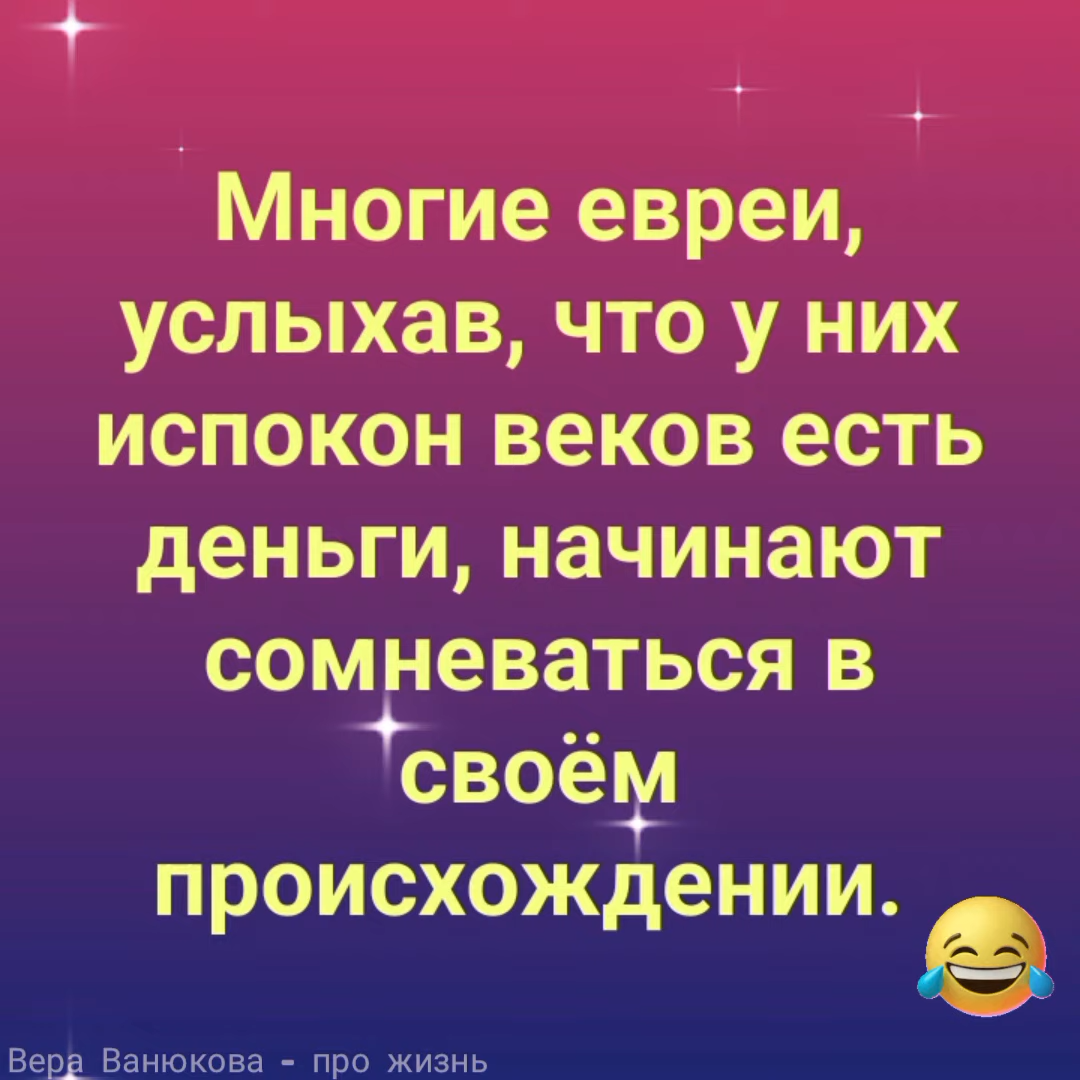 Многие евреи,
услыхав, что у них
испокон веков есть
деньги, начинают
сомневаться в
своём
происхождении.
Вера Ванюкова - про жизнь